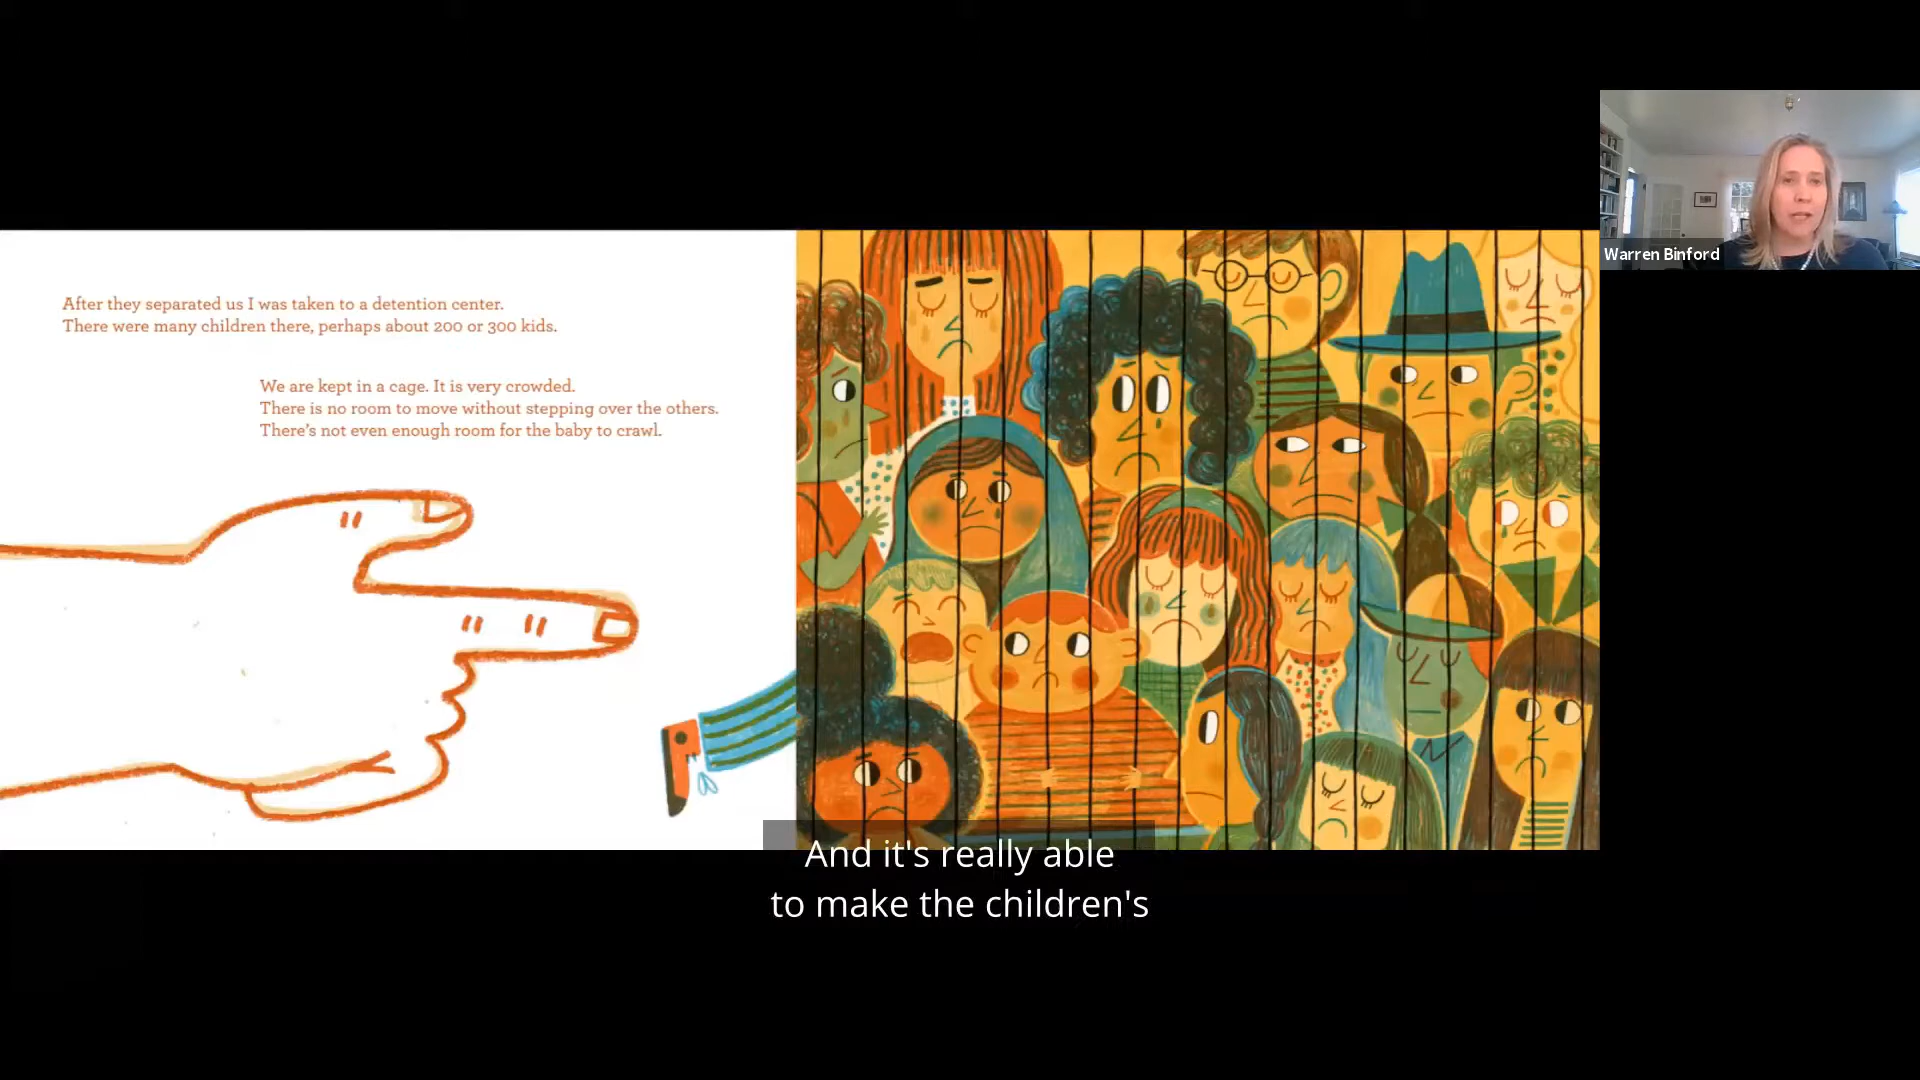 After they separated us I was taken to a detention center.
There were many children there, perhaps about 200 or 300 kids.
We are kept in a cage. It is very crowded.
There is no room to move without stepping over the others.
There's not even enough room for the baby to crawl.
Warren Binford
And it's really able
to make the children's